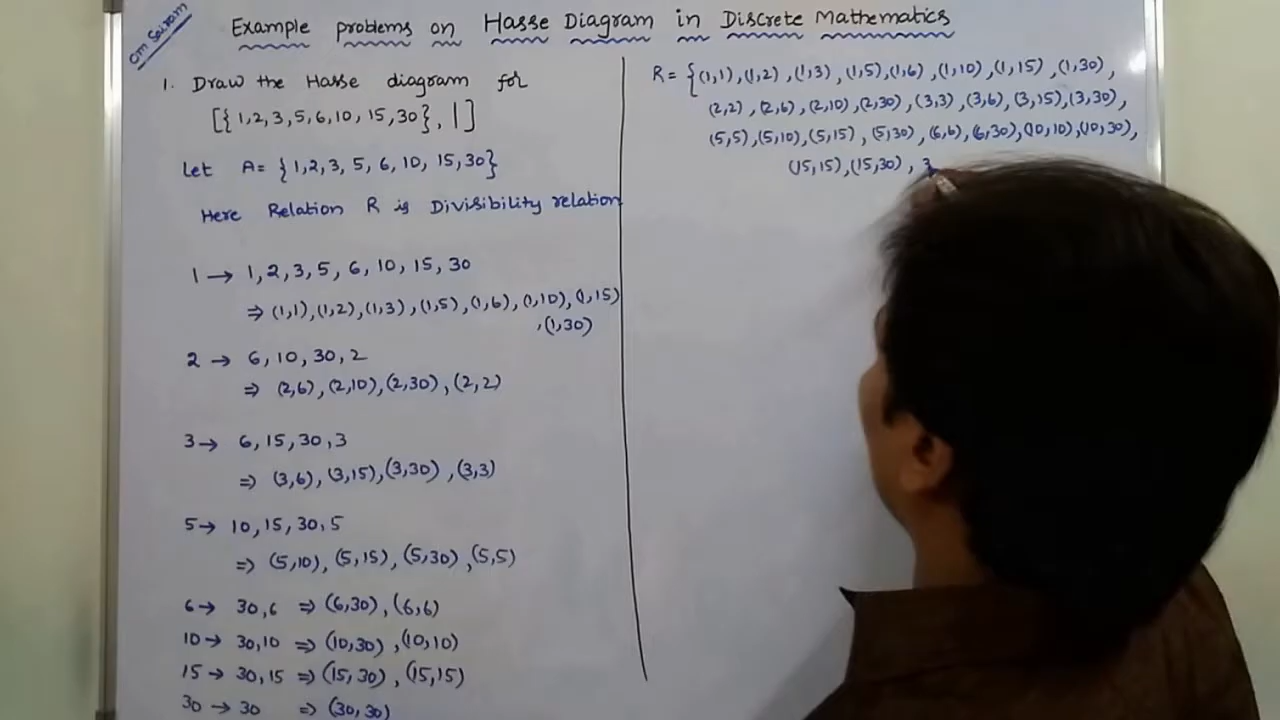 Om Sairam
Example problems on Hasse Diagram in Discrete Mathematics
1. Draw the Hasse diagram for
[{1,2,3,5,6,10,15,30}, |]
Let A= {1,2,3,5,6,10,15,30}
Here Relation R is Divisibility relation
1 → 1,2,3,5,6,10,15,30
⇒ (1,1),(1,2),(1,3),(1,5),(1,6),(1,10),(1,15)
,(1,30)
2 → 6,10,30,2
⇒ (2,6),(2,10),(2,30),(2,2)
3 → 6,15,30,3
⇒ (3,6),(3,15),(3,30),(3,3)
5 → 10,15,30,5
⇒ (5,10),(5,15),(5,30),(5,5)
6 → 30,6 ⇒ (6,30),(6,6)
10 → 30,10 ⇒ (10,30),(10,10)
15 → 30,15 ⇒ (15,30),(15,15)
30 → 30 ⇒ (30,30)
R = {(1,1),(1,2),(1,3),(1,5),(1,6),(1,10),(1,15),(1,30),
(2,2),(2,6),(2,10),(2,30),(3,3),(3,6),(3,15),(3,30),
(5,5),(5,10),(5,15),(5,30),(6,6),(6,30),(10,10),(10,30),
(15,15),(15,30), 3